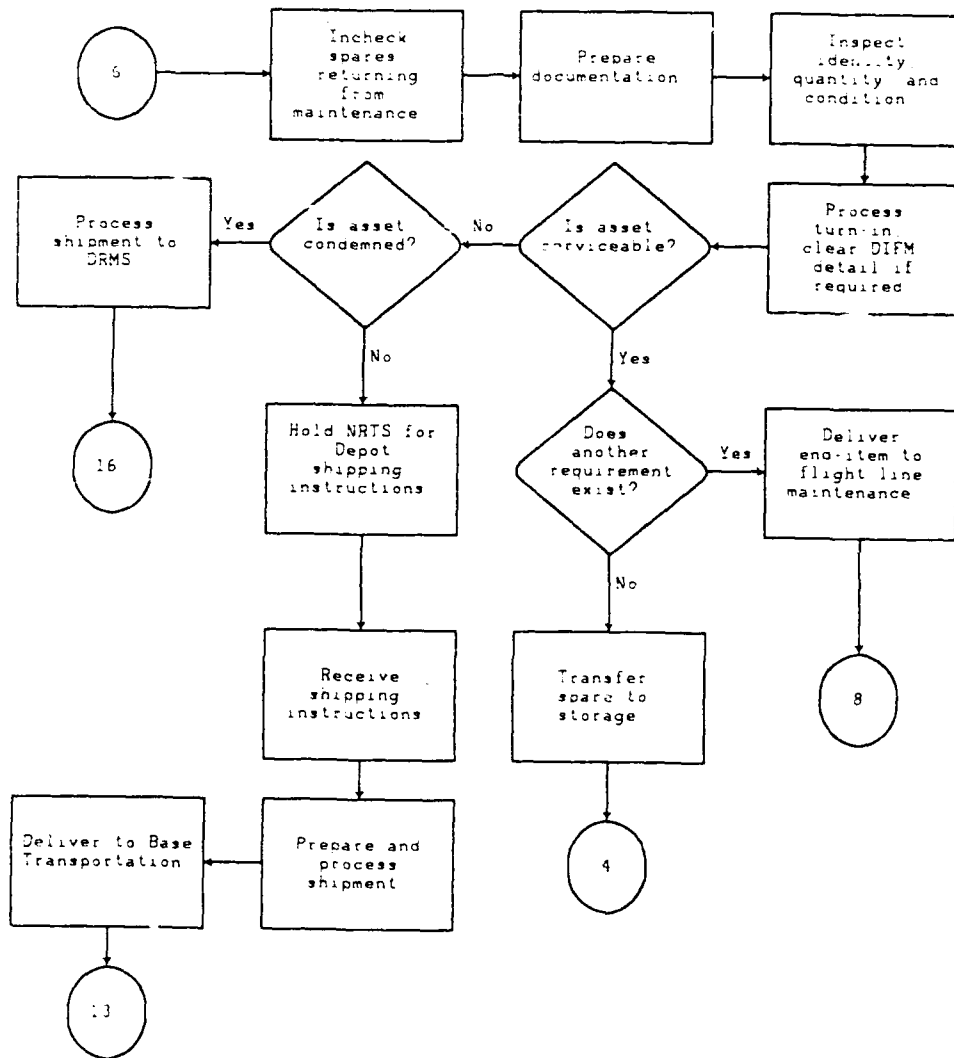 6
Incheck
spares
returning
from
maintenance
Prepare
documentation
Inspect
identity,
quantity and
condition
Process
shipment to
DRMS
Yes
Is asset
condemned?
No
Is asset
serviceable?
Process
turn-in,
clear DIFM
detail if
required
No
Yes
16
Hold NRTS for
Depot
shipping
instructions
Does
another
requirement
exist?
Yes
Deliver
end-item to
flight line
maintenance
No
Receive
shipping
instructions
Transfer
spare to
storage
8
Deliver to Base
Transportation
Prepare and
process
shipment
4
13